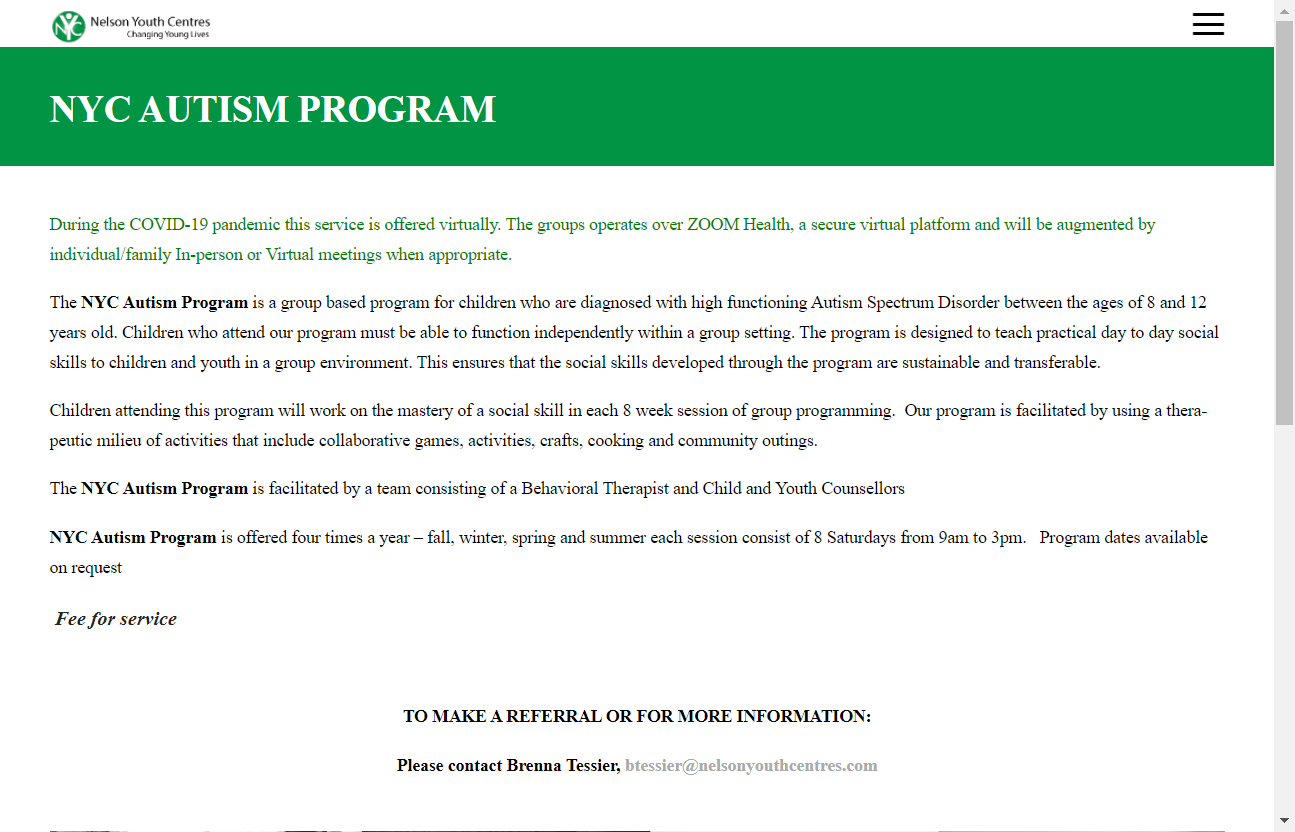 NYC
Nelson Youth Centres
Changing Young Lives
NYC AUTISM PROGRAM
During the COVID-19 pandemic this service is offered virtually. The groups operates over ZOOM Health, a secure virtual platform and will be augmented by
individual/family In-person or Virtual meetings when appropriate.
The NYC Autism Program is a group based program for children who are diagnosed with high functioning Autism Spectrum Disorder between the ages of 8 and 12
years old. Children who attend our program must be able to function independently within a group setting. The program is designed to teach practical day to day social
skills to children and youth in a group environment. This ensures that the social skills developed through the program are sustainable and transferable.
Children attending this program will work on the mastery of a social skill in each 8 week session of group programming.  Our program is facilitated by using a thera-
peutic milieu of activities that include collaborative games, activities, crafts, cooking and community outings.
The NYC Autism Program is facilitated by a team consisting of a Behavioral Therapist and Child and Youth Counsellors
NYC Autism Program is offered four times a year – fall, winter, spring and summer each session consist of 8 Saturdays from 9am to 3pm.   Program dates available
on request
Fee for service
TO MAKE A REFERRAL OR FOR MORE INFORMATION:
Please contact Brenna Tessier, btessier@nelsonyouthcentres.com